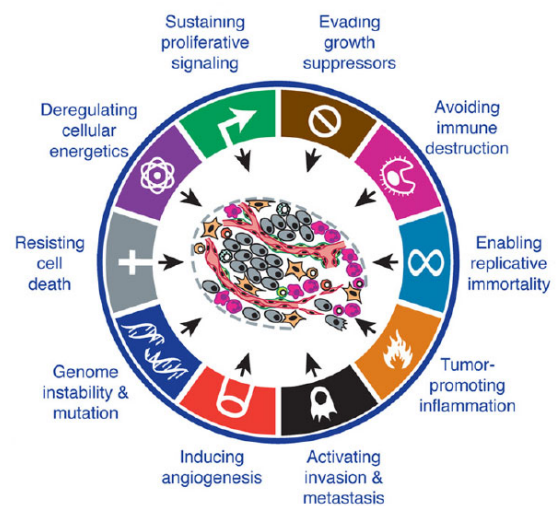 Sustaining
proliferative
signaling
Evading
growth
suppressors
Avoiding
immune
destruction
Enabling
replicative
immortality
Tumor-
promoting
inflammation
Activating
invasion &
metastasis
Inducing
angiogenesis
Genome
instability &
mutation
Resisting
cell
death
Deregulating
cellular
energetics